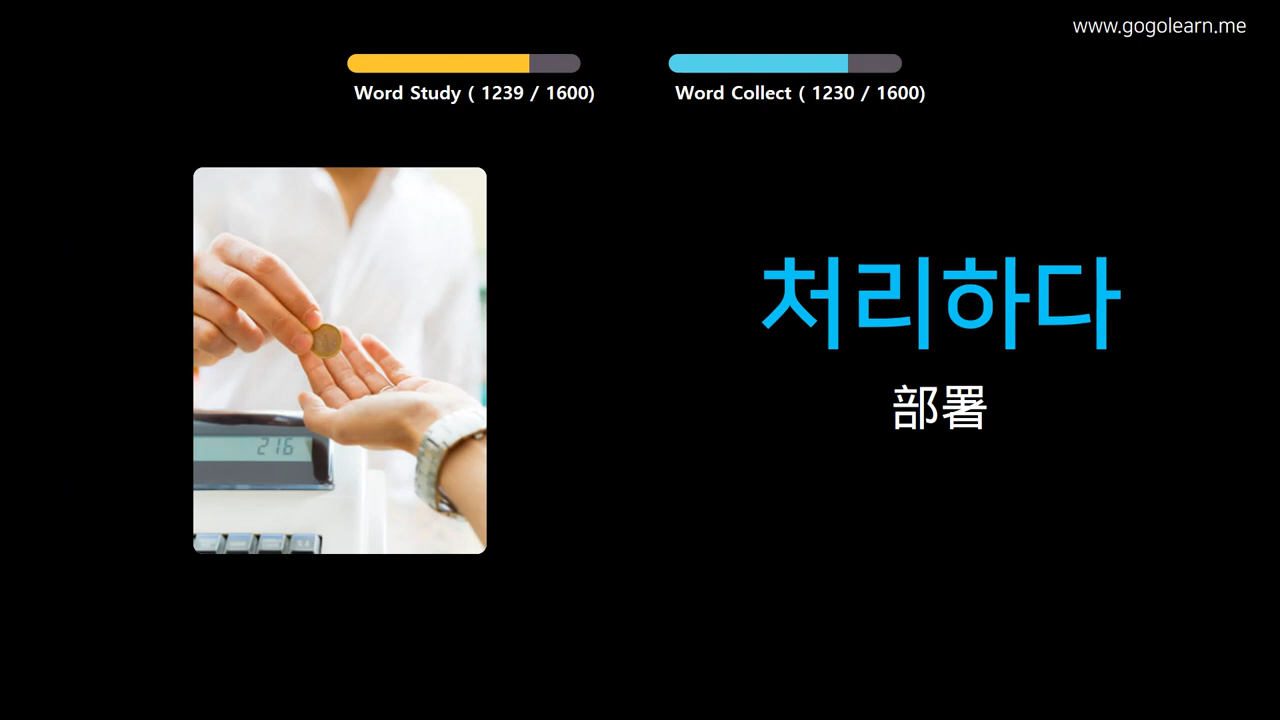 www.gogolearn.me
Word Study ( 1239 / 1600)
Word Collect ( 1230 / 1600)
처리하다
部署
216